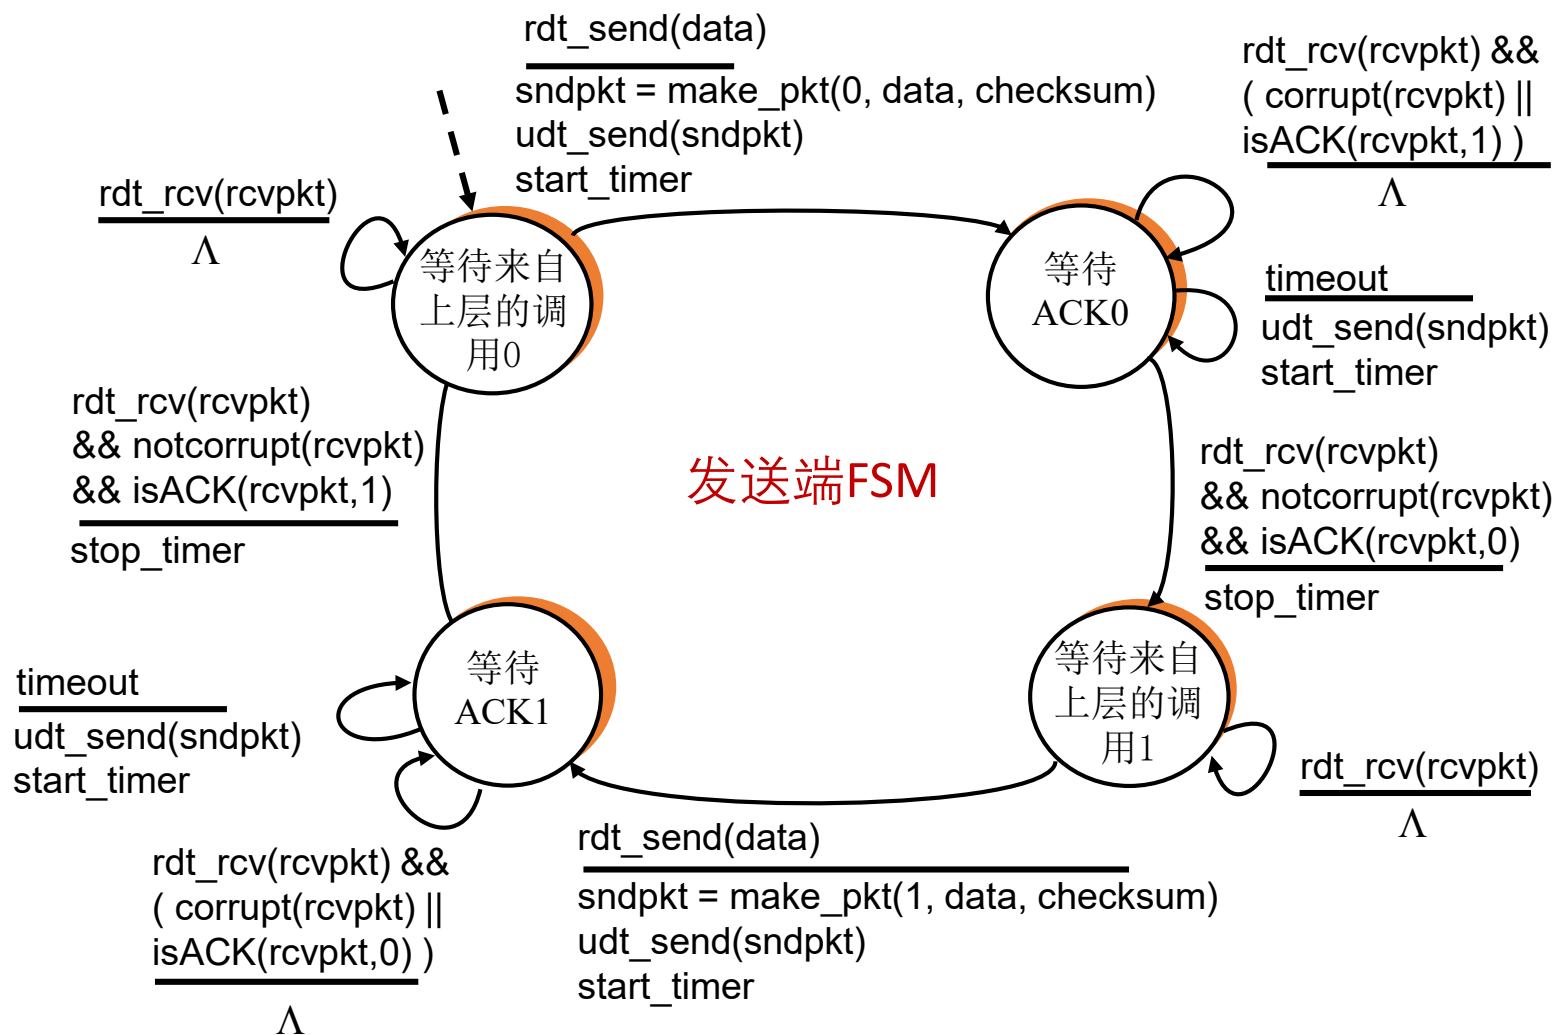 rdt_send(data)
sndpkt = make_pkt(0, data, checksum)
udt_send(sndpkt)
start_timer
rdt_rcv(rcvpkt) &&
( corrupt(rcvpkt) ||
isACK(rcvpkt,1) )
Λ
rdt_rcv(rcvpkt)
Λ
等待来自
上层的调
用0
等待
ACK0
timeout
udt_send(sndpkt)
start_timer
rdt_rcv(rcvpkt)
&& notcorrupt(rcvpkt)
&& isACK(rcvpkt,1)
stop_timer
发送端FSM
rdt_rcv(rcvpkt)
&& notcorrupt(rcvpkt)
&& isACK(rcvpkt,0)
stop_timer
等待
ACK1
等待来自
上层的调
用1
timeout
udt_send(sndpkt)
start_timer
rdt_rcv(rcvpkt)
Λ
rdt_rcv(rcvpkt) &&
( corrupt(rcvpkt) ||
isACK(rcvpkt,0) )
Λ
rdt_send(data)
sndpkt = make_pkt(1, data, checksum)
udt_send(sndpkt)
start_timer